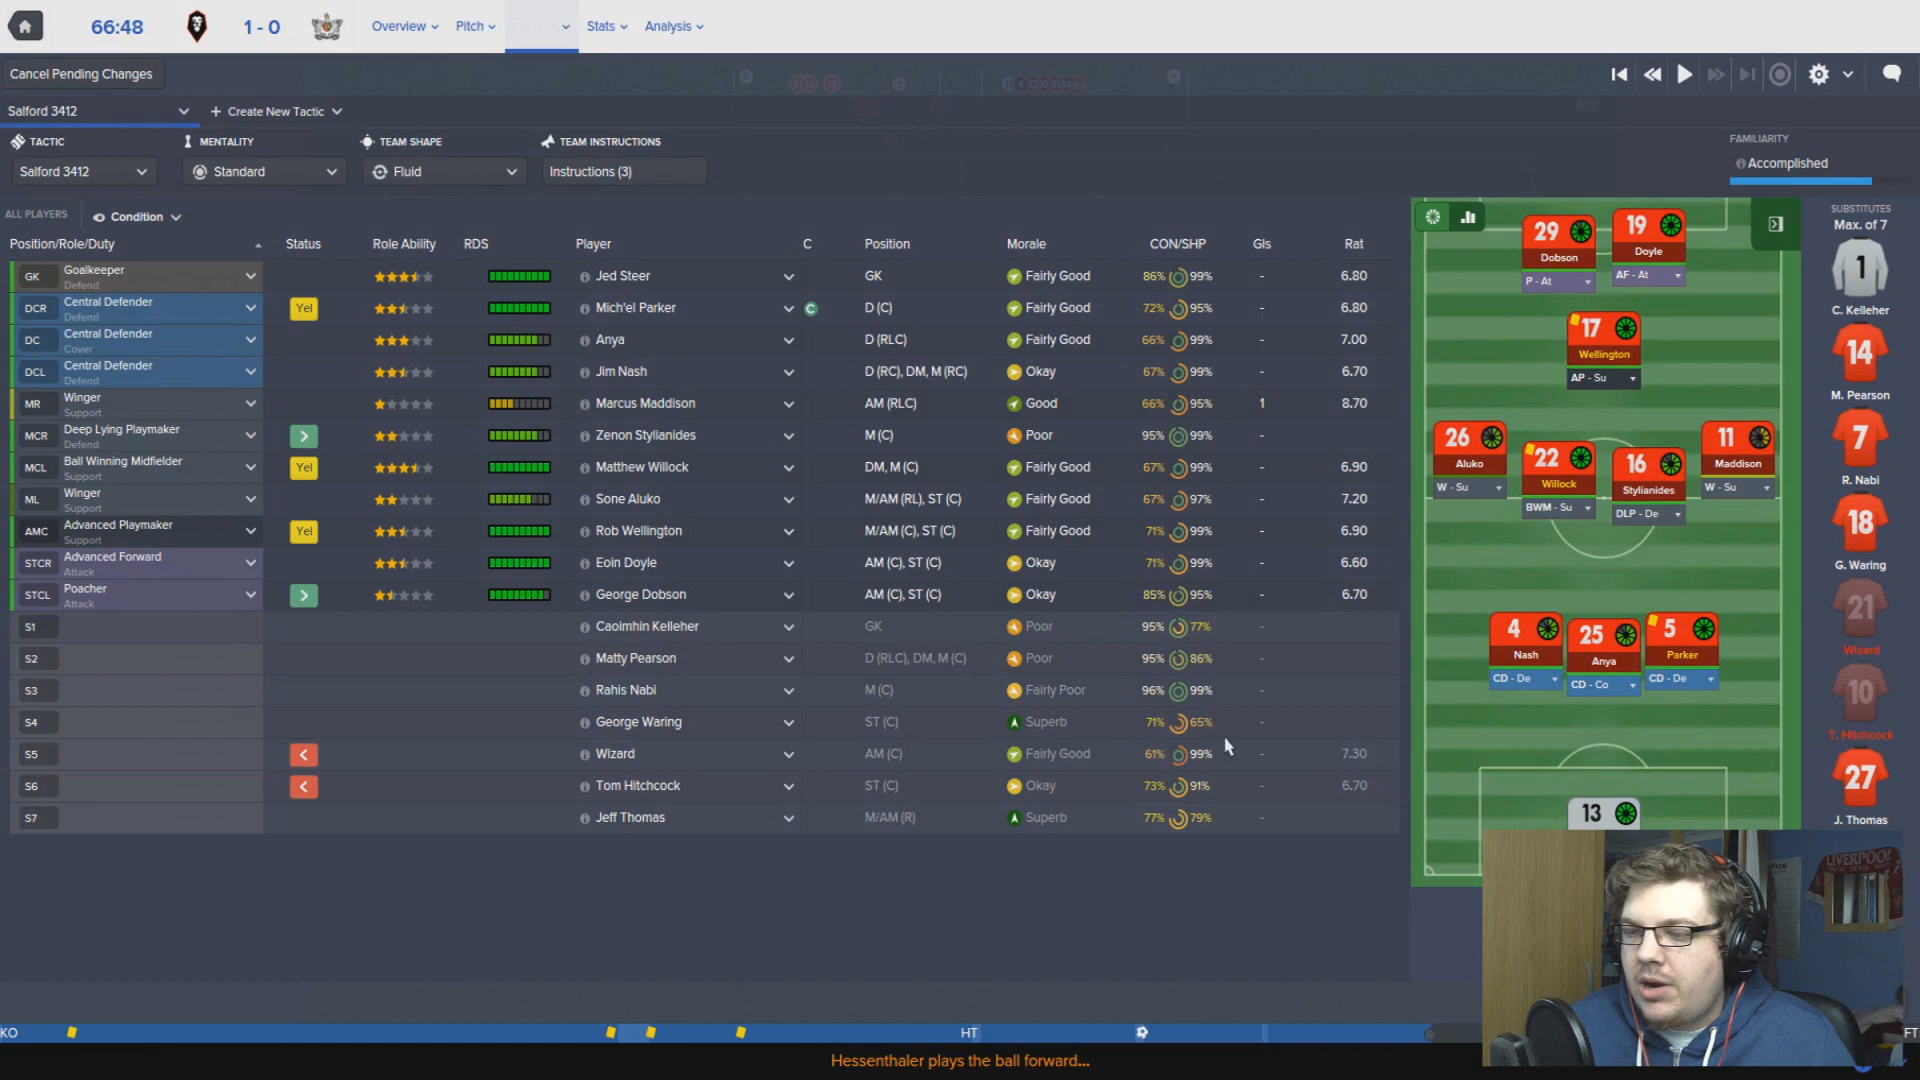 66:48 1 - 0 Overview Pitch Stats Analysis
Cancel Pending Changes
Salford 3412 + Create New Tactic
TACTIC MENTALITY TEAM SHAPE TEAM INSTRUCTIONS
Salford 3412 Standard Fluid Instructions (3)
FAMILIARITY
Accomplished
ALL PLAYERS Condition
Position/Role/Duty Status Role Ability RDS Player C Position Morale CON/SHP Gls Rat
GK Goalkeeper Defend Jed Steer GK Fairly Good 86% 99% - 6.80
DCR Central Defender Defend Yel Mich'el Parker C D (C) Fairly Good 72% 95% - 6.80
DC Central Defender Cover Anya D (RLC) Fairly Good 66% 99% - 7.00
DCL Central Defender Defend Jim Nash D (RC), DM, M (RC) Okay 67% 99% - 6.70
MR Winger Support Marcus Maddison AM (RLC) Good 66% 95% 1 8.70
MCR Deep Lying Playmaker Defend Zenon Stylianides M (C) Poor 95% 99% -
MCL Ball Winning Midfielder Support Yel Matthew Willock DM, M (C) Fairly Good 67% 99% - 6.90
ML Winger Support Sone Aluko M/AM (RL), ST (C) Fairly Good 67% 97% - 7.20
AMC Advanced Playmaker Support Yel Rob Wellington M/AM (C), ST (C) Fairly Good 71% 99% - 6.90
STCR Advanced Forward Attack Eoin Doyle AM (C), ST (C) Okay 71% 99% - 6.60
STCL Poacher Attack George Dobson AM (C), ST (C) Okay 85% 95% - 6.70
S1 Caoimhin Kelleher GK Poor 95% 77% -
S2 Matty Pearson D (RLC), DM, M (C) Poor 95% 86% -
S3 Rahis Nabi M (C) Fairly Poor 96% 99% -
S4 George Waring ST (C) Superb 71% 65% -
S5 Wizard AM (C) Fairly Good 61% 99% - 7.30
S6 Tom Hitchcock ST (C) Okay 73% 91% - 6.70
S7 Jeff Thomas M/AM (R) Superb 77% 79% -
29 Dobson P - At
19 Doyle AF - At
17 Wellington AP - Su
26 Aluko W - Su
22 Willock BWM - Su
16 Stylianides DLP - De
11 Maddison W - Su
4 Nash CD - De
25 Anya CD - Co
5 Parker CD - De
13
SUBSTITUTES
Max. of 7
1
C. Kelleher
14
M. Pearson
7
R. Nabi
18
G. Waring
21
Wizard
10
T. Hitchcock
27
J. Thomas
LIVERPOOL
KO HT FT
Hessenthaler plays the ball forward...